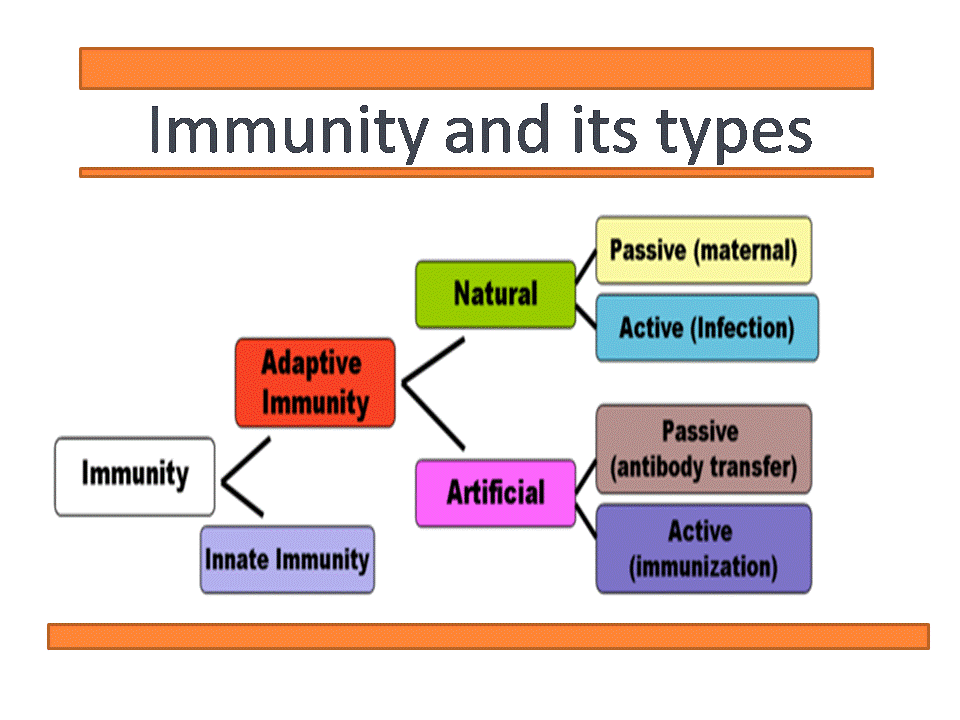 Immunity and its types
Passive (maternal)
Natural
Active (Infection)
Adaptive
Immunity
Passive
(antibody transfer)
Immunity
Artificial
Active
(immunization)
Innate Immunity